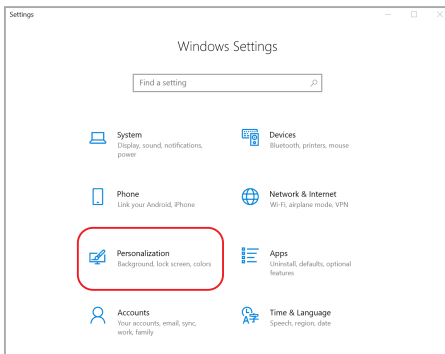 Settings
Windows Settings
Find a setting
System
Display, sound, notifications,
power
Devices
Bluetooth, printers, mouse
Phone
Link your Android, iPhone
Network & Internet
Wi-Fi, airplane mode, VPN
Personalization
Background, lock screen, colors
Apps
Uninstall, defaults, optional
features
Accounts
Your accounts, email, sync,
work, family
Time & Language
Speech, region, date